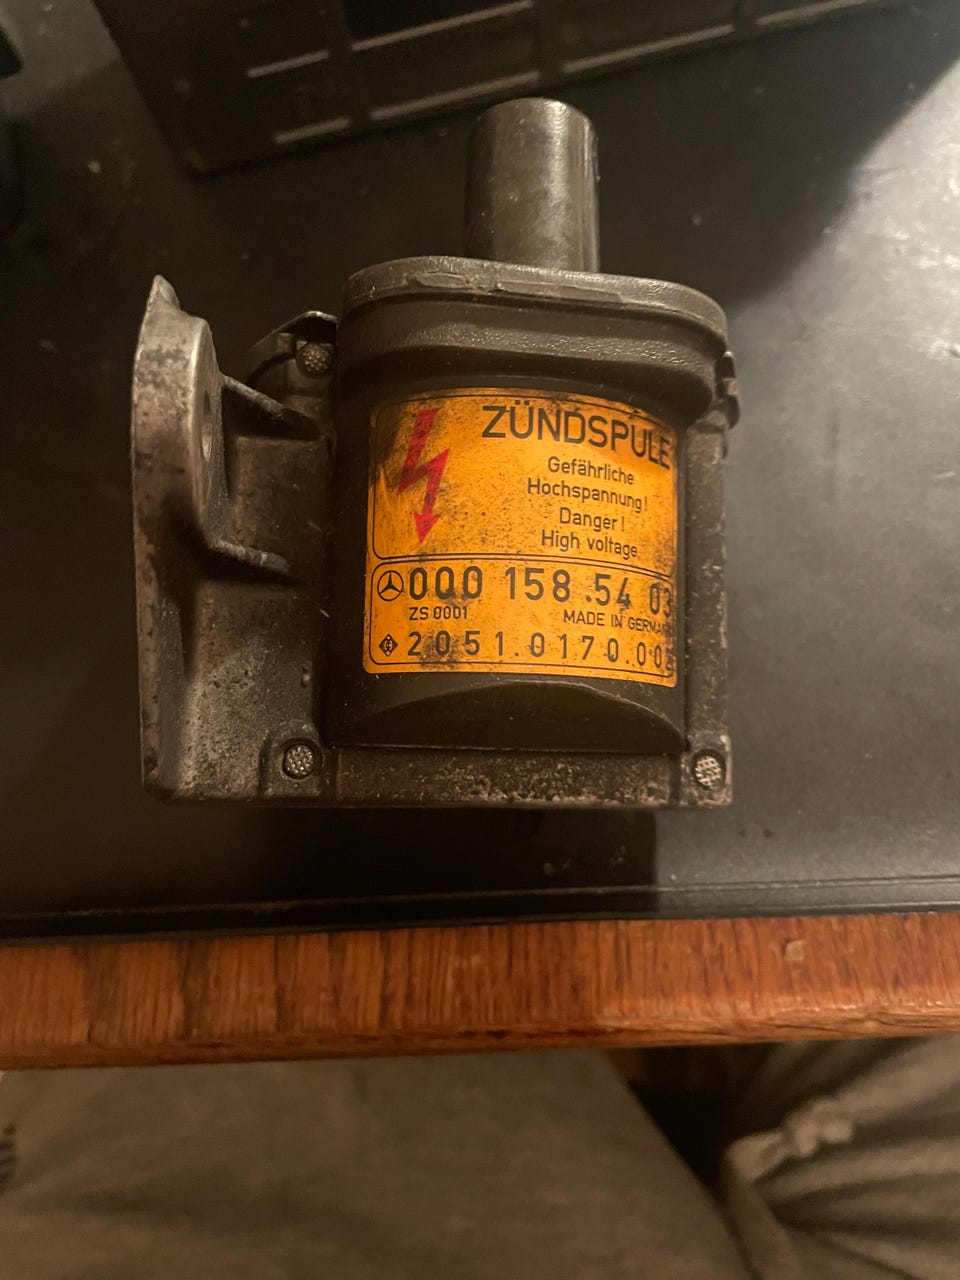 ZÜNDSPULE
Gefährliche
Hochspannung!
Danger!
High voltage
000 158.54 03
ZS 0001 MADE IN GERMANY
2051.0170.00